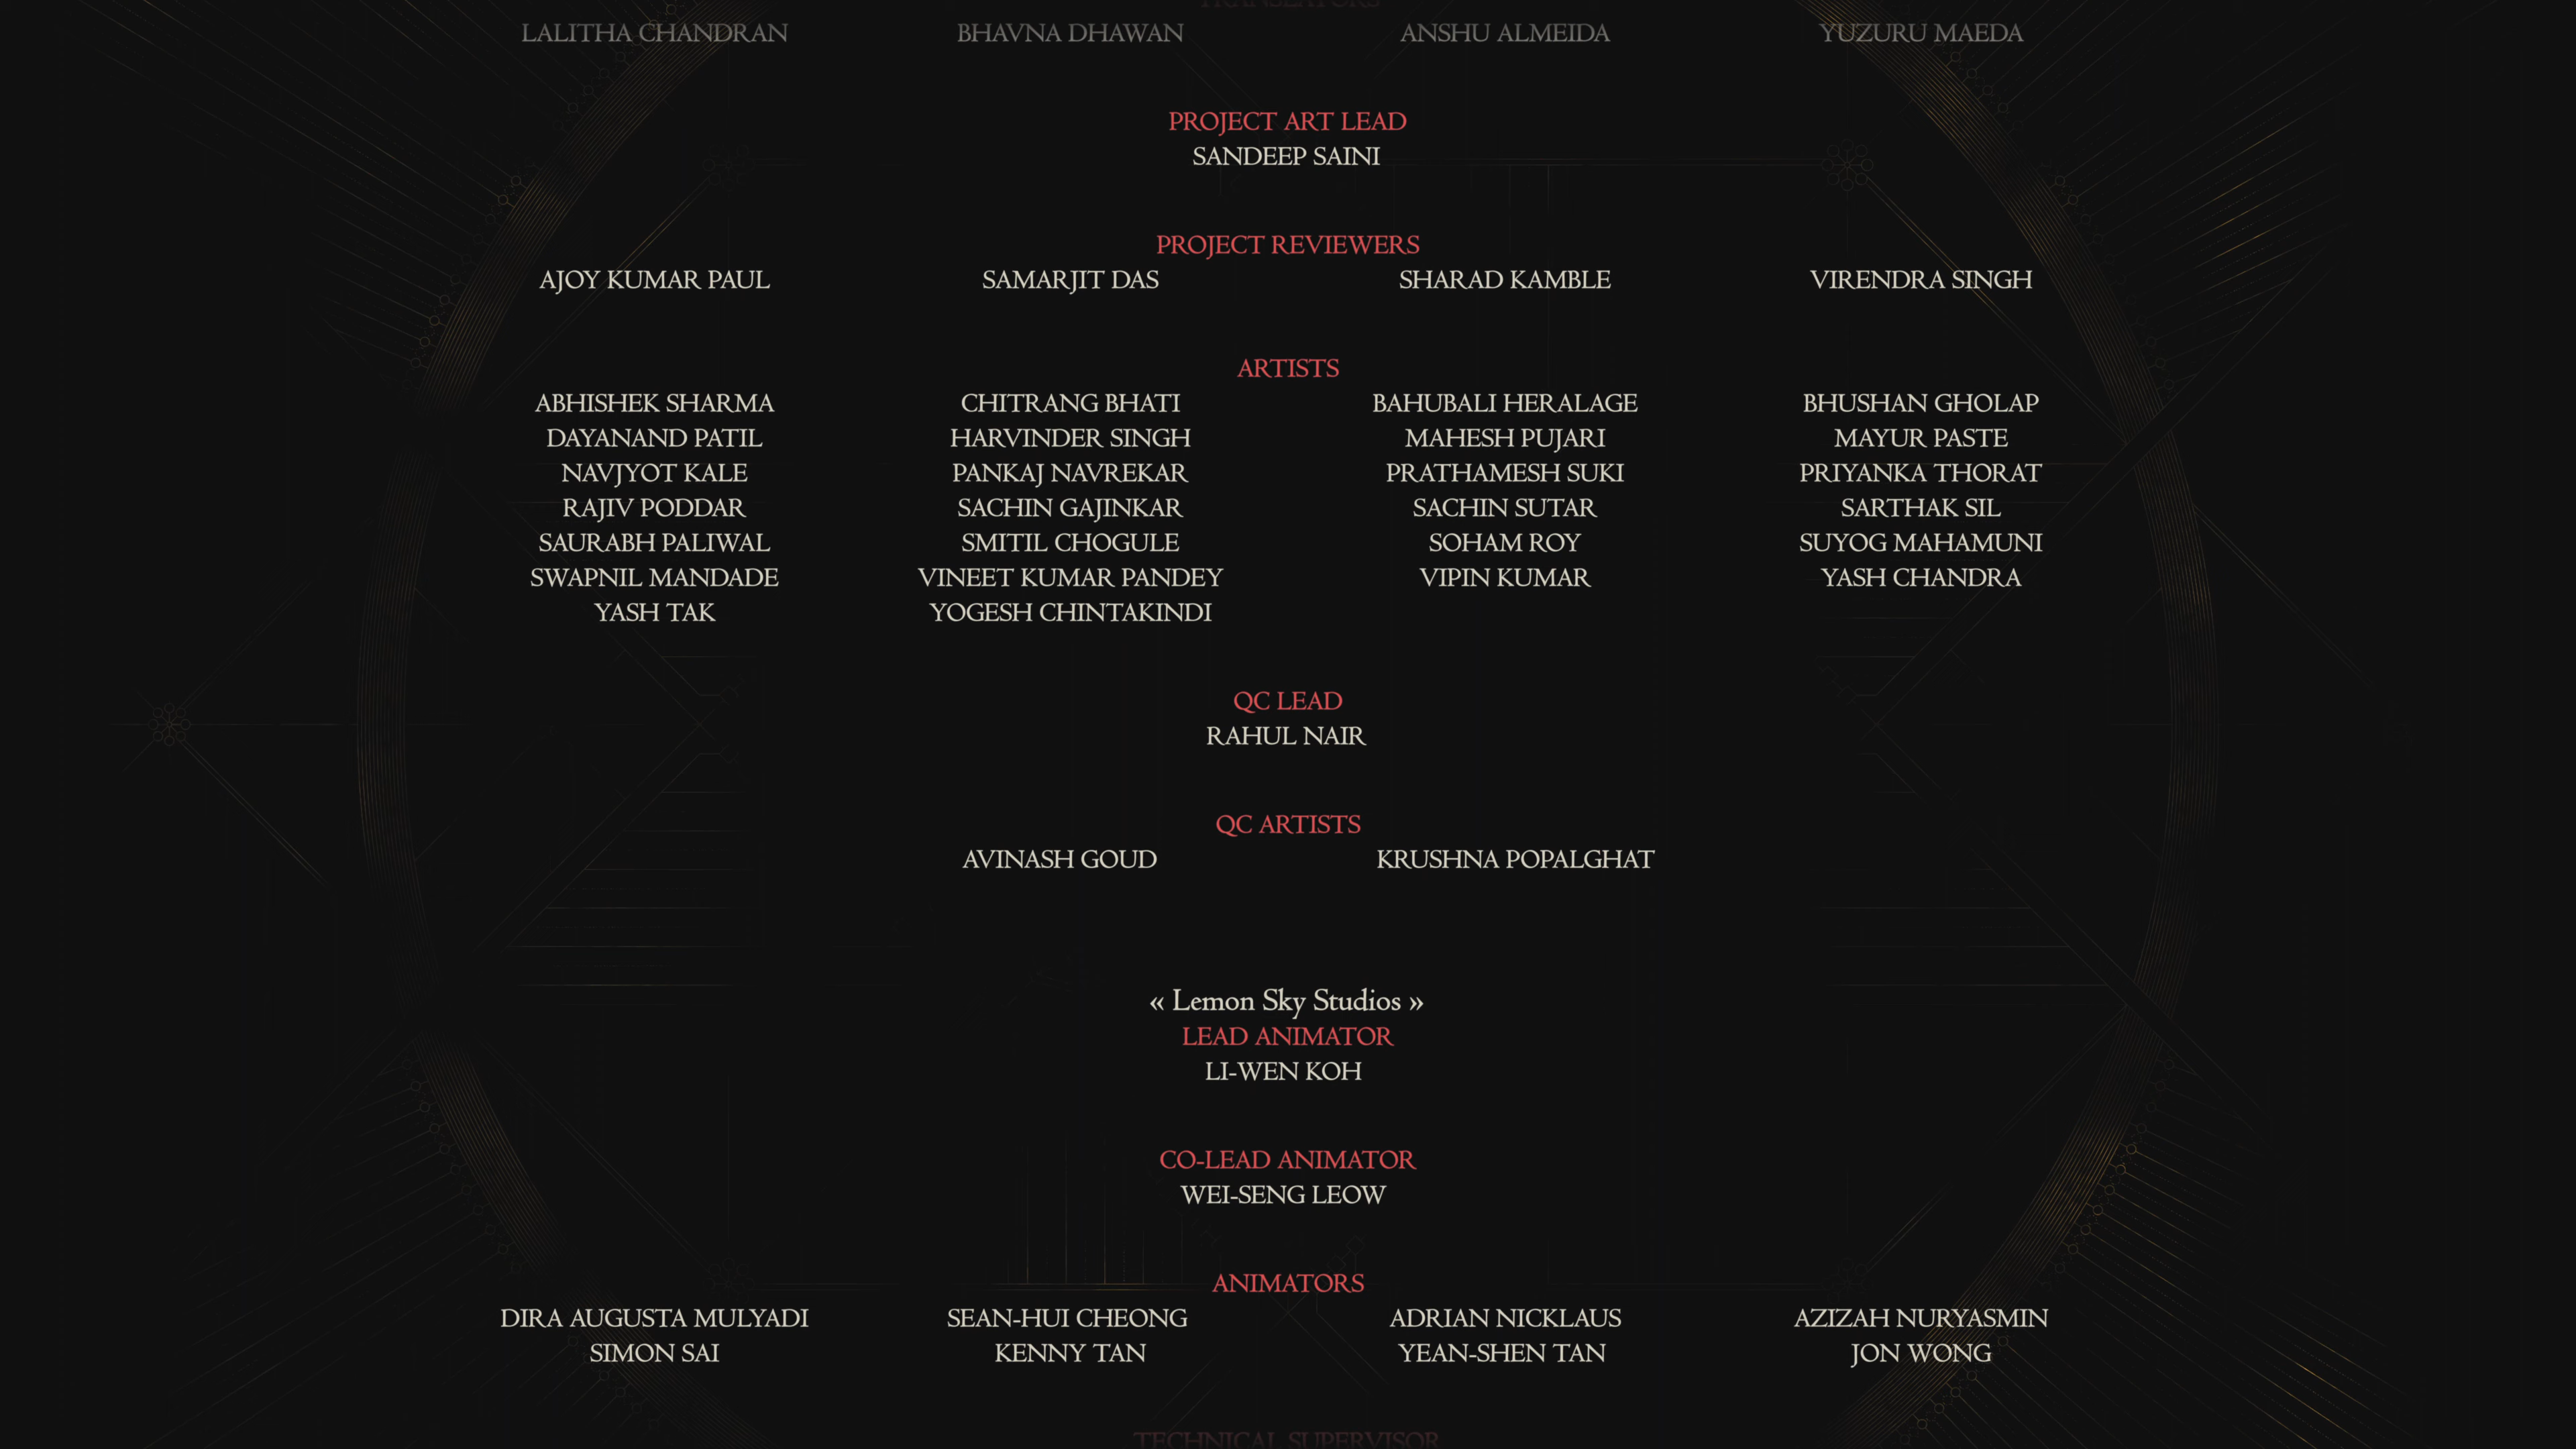 TRANSLATORS
LALITHA CHANDRAN BHAVNA DHAWAN ANSHU ALMEIDA YUZURU MAEDA
PROJECT ART LEAD
SANDEEP SAINI
PROJECT REVIEWERS
AJOY KUMAR PAUL SAMARJIT DAS SHARAD KAMBLE VIRENDRA SINGH
ARTISTS
ABHISHEK SHARMA CHITRANG BHATI BAHUBALI HERALAGE BHUSHAN GHOLAP
DAYANAND PATIL HARVINDER SINGH MAHESH PUJARI MAYUR PASTE
NAVJYOT KALE PANKAJ NAVREKAR PRATHAMESH SUKI PRIYANKA THORAT
RAJIV PODDAR SACHIN GAJINKAR SACHIN SUTAR SARTHAK SIL
SAURABH PALIWAL SMITIL CHOGULE SOHAM ROY SUYOG MAHAMUNI
SWAPNIL MANDADE VINEET KUMAR PANDEY VIPIN KUMAR YASH CHANDRA
YASH TAK YOGESH CHINTAKINDI
QC LEAD
RAHUL NAIR
QC ARTISTS
AVINASH GOUD KRUSHNA POPALGHAT
« Lemon Sky Studios »
LEAD ANIMATOR
LI-WEN KOH
CO-LEAD ANIMATOR
WEI-SENG LEOW
ANIMATORS
DIRA AUGUSTA MULYADI SEAN-HUI CHEONG ADRIAN NICKLAUS AZIZAH NURYASMIN
SIMON SAI KENNY TAN YEAN-SHEN TAN JON WONG
TECHNICAL SUPERVISOR